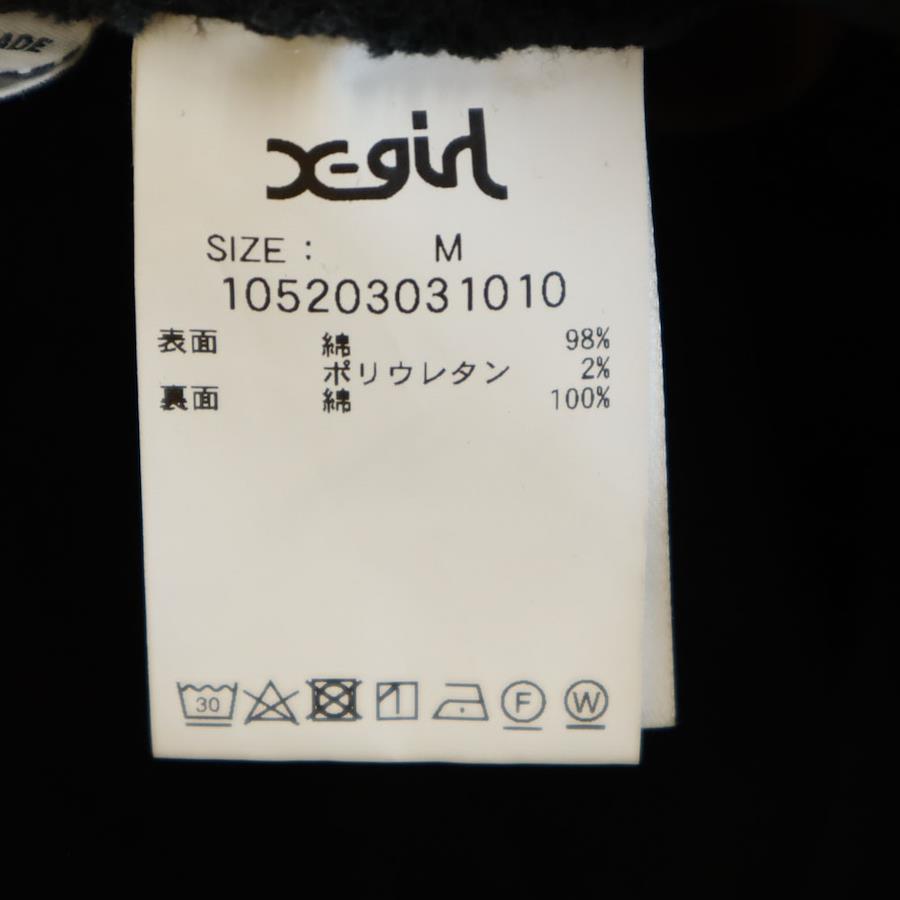 ADE
X-girl
SIZE : M
105203031010
表面 綿 98%
ポリウレタン 2%
裏面 綿 100%
30 F W